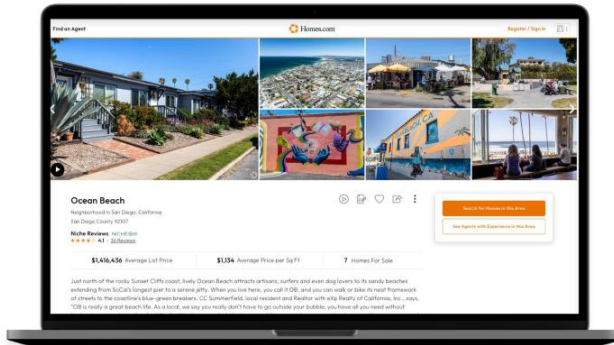 Find an Agent
Homes.com
Register / Sign In
Ocean Beach
Neighborhood in San Diego, California
San Diego County 92107
Niche Reviews NICHE
4.1 36 Reviews
$1,416,436 Average List Price
$1,134 Average Price per Sq Ft
7 Homes For Sale
Search for Homes in this Area
See Agents with Experience in this Area
Just north of the rocky Sunset Cliffs coast, lively Ocean Beach attracts artisans, surfers and even dog lovers to its sandy beaches
extending from SoCal's longest pier to a serene jetty. When you live here, you call it OB, and you can walk or bike its neat framework
of streets to the coastline's blue-green breakers. CC Summerfield, local resident and Realtor with eXp Realty of California, Inc., says,
"OB is really a great beach life. As a local, we say you really don't have to go outside your bubble; you have all you need without